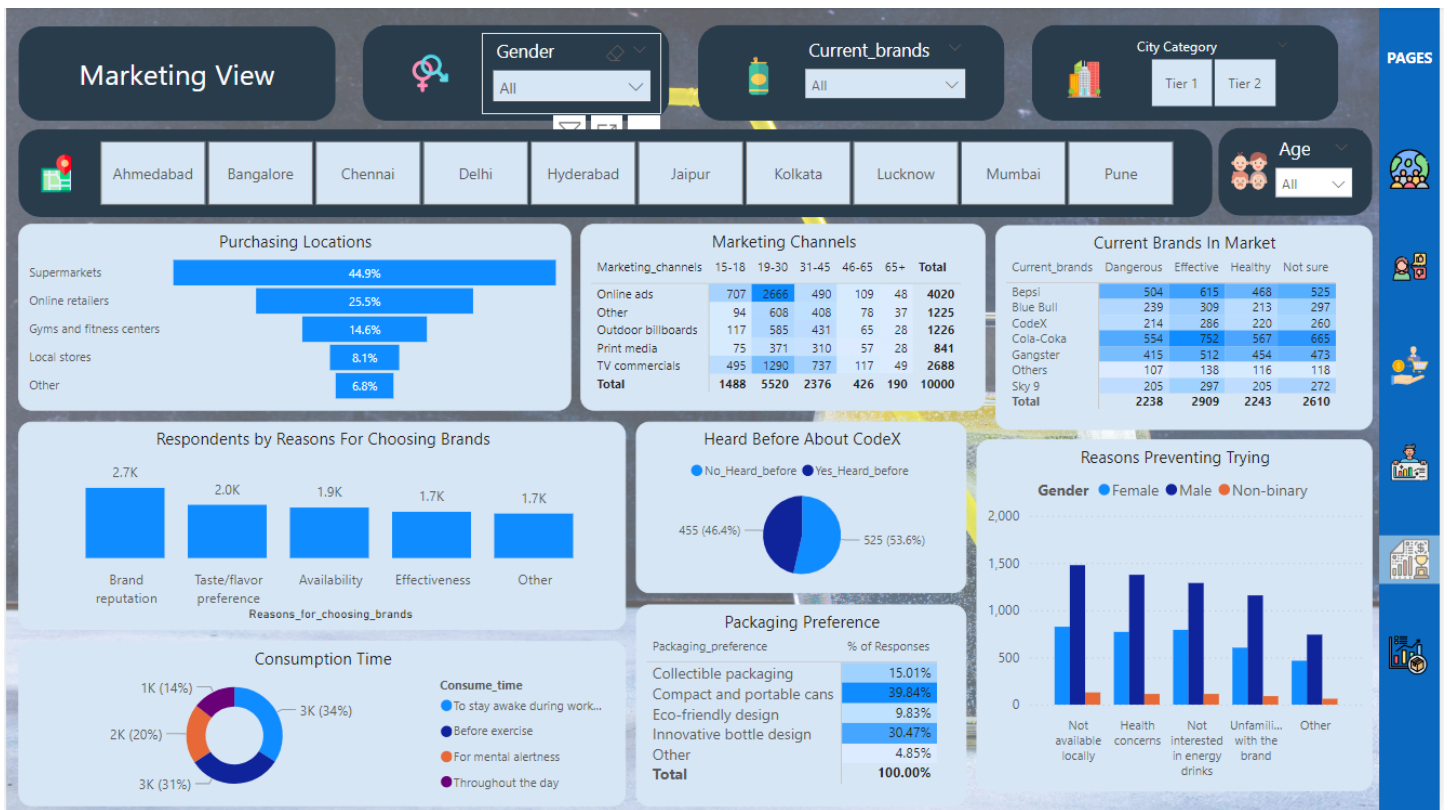 Marketing View
Gender
All
Current_brands
All
City Category
Tier 1 Tier 2
PAGES
Ahmedabad Bangalore Chennai Delhi Hyderabad Jaipur Kolkata Lucknow Mumbai Pune
Age
All
Purchasing Locations
Supermarkets 44.9%
Online retailers 25.5%
Gyms and fitness centers 14.6%
Local stores 8.1%
Other 6.8%
Marketing Channels
Marketing_channels 15-18 19-30 31-45 46-65 65+ Total
Online ads 707 2666 490 109 48 4020
Other 94 608 408 78 37 1225
Outdoor billboards 117 585 431 65 28 1226
Print media 75 371 310 57 28 841
TV commercials 495 1290 737 117 49 2688
Total 1488 5520 2376 426 190 10000
Current Brands In Market
Current_brands Dangerous Effective Healthy Not sure
Bepsi 504 615 468 525
Blue Bull 239 309 213 297
CodeX 214 286 220 260
Cola-Coka 554 752 567 665
Gangster 415 512 454 473
Others 107 138 116 118
Sky 9 205 297 205 272
Total 2238 2909 2243 2610
Respondents by Reasons For Choosing Brands
2.7K 2.0K 1.9K 1.7K 1.7K
Brand reputation Taste/flavor preference Availability Effectiveness Other
Reasons_for_choosing_brands
Heard Before About CodeX
No_Heard_before Yes_Heard_before
455 (46.4%) 525 (53.6%)
Reasons Preventing Trying
Gender Female Male Non-binary
2,000
1,500
1,000
500
0
Not available locally Health concerns Not interested in energy drinks Unfamili... with the brand Other
Consumption Time
1K (14%)
3K (34%)
2K (20%)
3K (31%)
Consume_time
To stay awake during work...
Before exercise
For mental alertness
Throughout the day
Packaging Preference
Packaging_preference % of Responses
Collectible packaging 15.01%
Compact and portable cans 39.84%
Eco-friendly design 9.83%
Innovative bottle design 30.47%
Other 4.85%
Total 100.00%